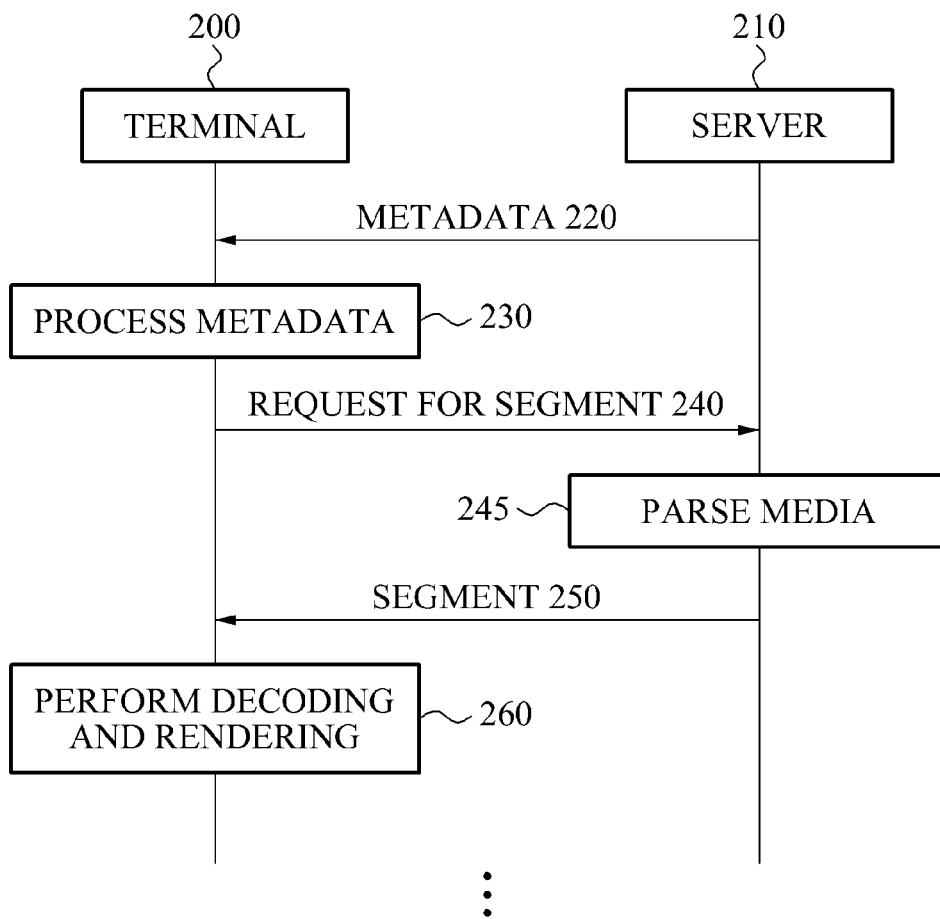 200
210
TERMINAL
SERVER
METADATA 220
PROCESS METADATA
230
REQUEST FOR SEGMENT 240
245
PARSE MEDIA
SEGMENT 250
PERFORM DECODING
AND RENDERING
260